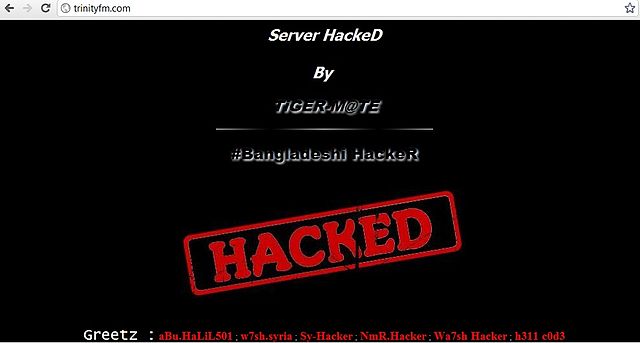 trinityfm.com
Server HackeD
By
TiGER-M@TE
#Bangladeshi HackeR
HACKED
Greetz : aBu.HaLiL501 ; w7sh.syria ; Sy-Hacker ; NmR.Hacker ; Wa7sh Hacker ; h311 c0d3